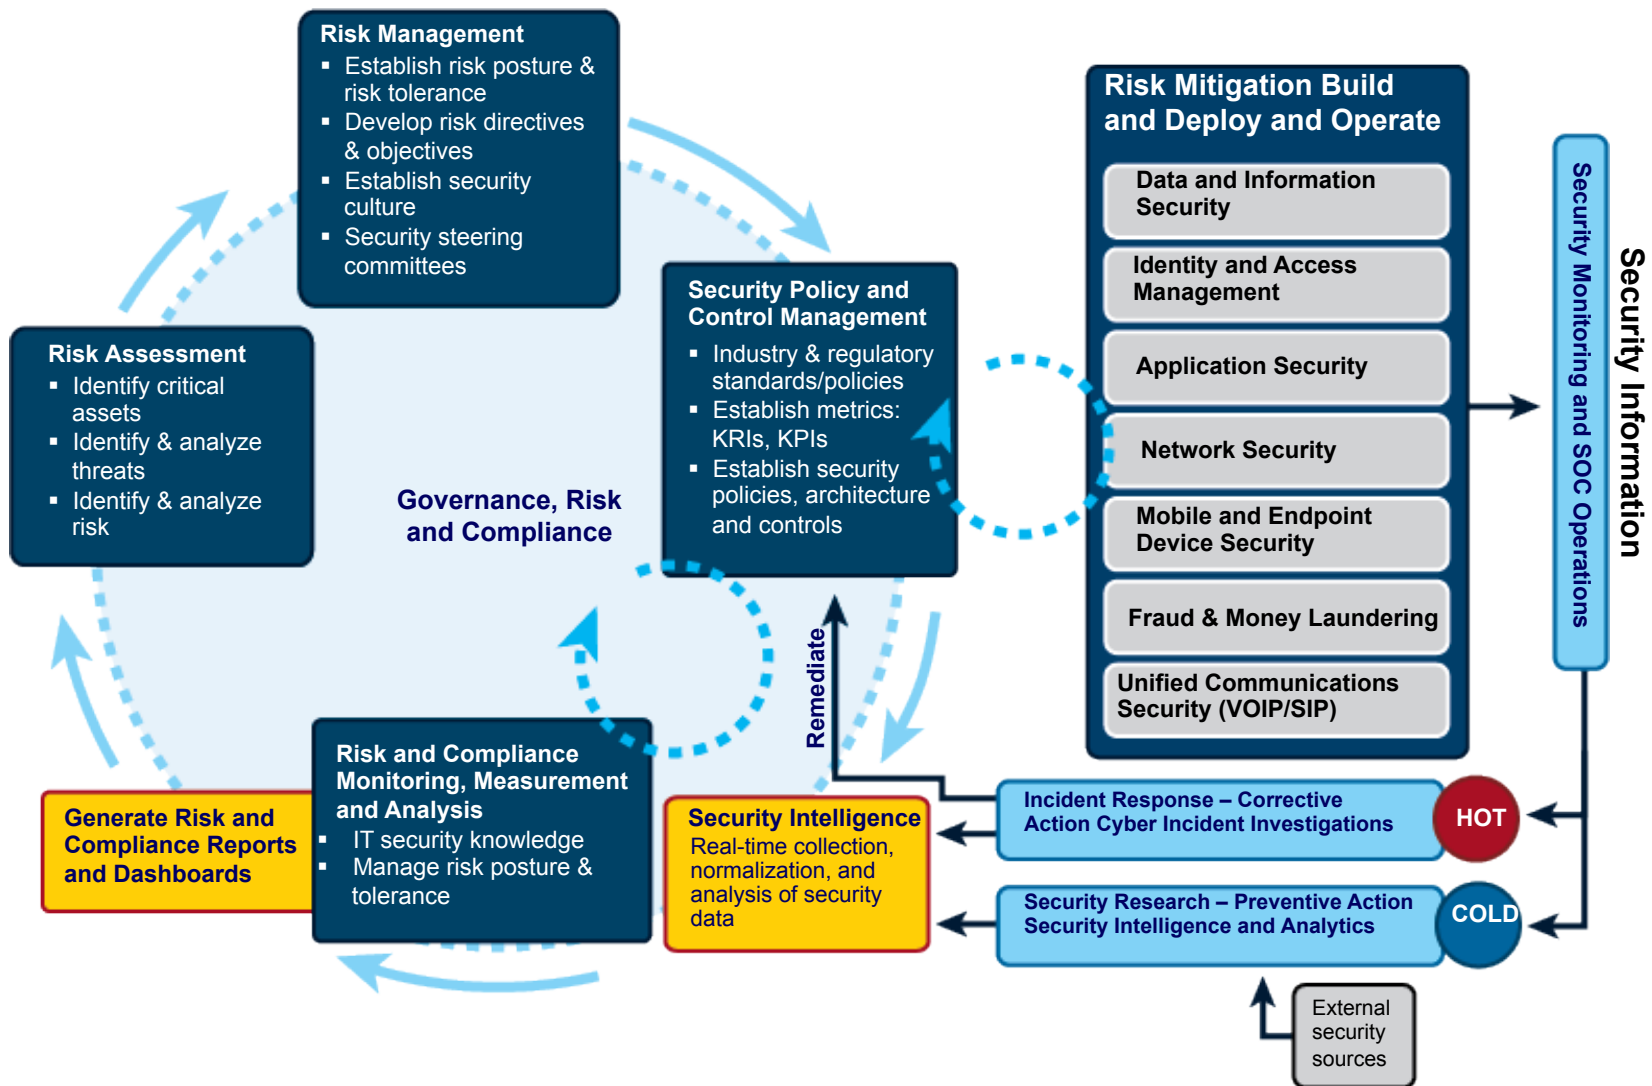 Risk Management
▪ Establish risk posture &
risk tolerance
▪ Develop risk directives
& objectives
▪ Establish security
culture
▪ Security steering
committees
Risk Assessment
▪ Identify critical
assets
▪ Identify & analyze
threats
▪ Identify & analyze
risk
Governance, Risk
and Compliance
Security Policy and
Control Management
▪ Industry & regulatory
standards/policies
▪ Establish metrics:
KRIs, KPIs
▪ Establish security
policies, architecture
and controls
Remediate
Risk and Compliance
Monitoring, Measurement
and Analysis
▪ IT security knowledge
▪ Manage risk posture &
tolerance
Generate Risk and
Compliance Reports
and Dashboards
Security Intelligence
Real-time collection,
normalization, and
analysis of security
data
Risk Mitigation Build
and Deploy and Operate
Data and Information
Security
Identity and Access
Management
Application Security
Network Security
Mobile and Endpoint
Device Security
Fraud & Money Laundering
Unified Communications
Security (VOIP/SIP)
Security Monitoring and SOC Operations
Security Information
Incident Response – Corrective
Action Cyber Incident Investigations
HOT
Security Research – Preventive Action
Security Intelligence and Analytics
COLD
External
security
sources